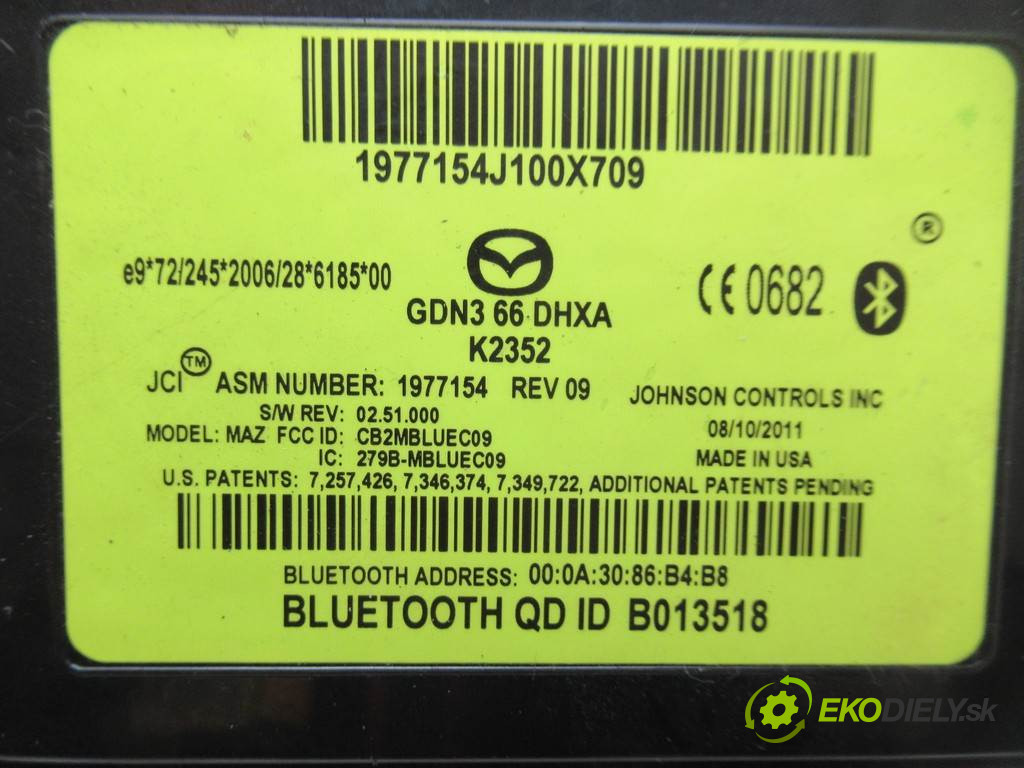 1977154J100X709
®
e9*72/245*2006/28*6185*00
CE 0682
GDN3 66 DHXA
K2352
JCI™ ASM NUMBER: 1977154 REV 09
JOHNSON CONTROLS INC
S/W REV: 02.51.000
08/10/2011
MODEL: MAZ FCC ID: CB2MBLUEC09
IC: 279B-MBLUEC09
MADE IN USA
U.S. PATENTS: 7,257,426, 7,346,374, 7,349,722, ADDITIONAL PATENTS PENDING
BLUETOOTH ADDRESS: 00:0A:30:86:B4:B8
BLUETOOTH QD ID B013518
EKODIELY.sk